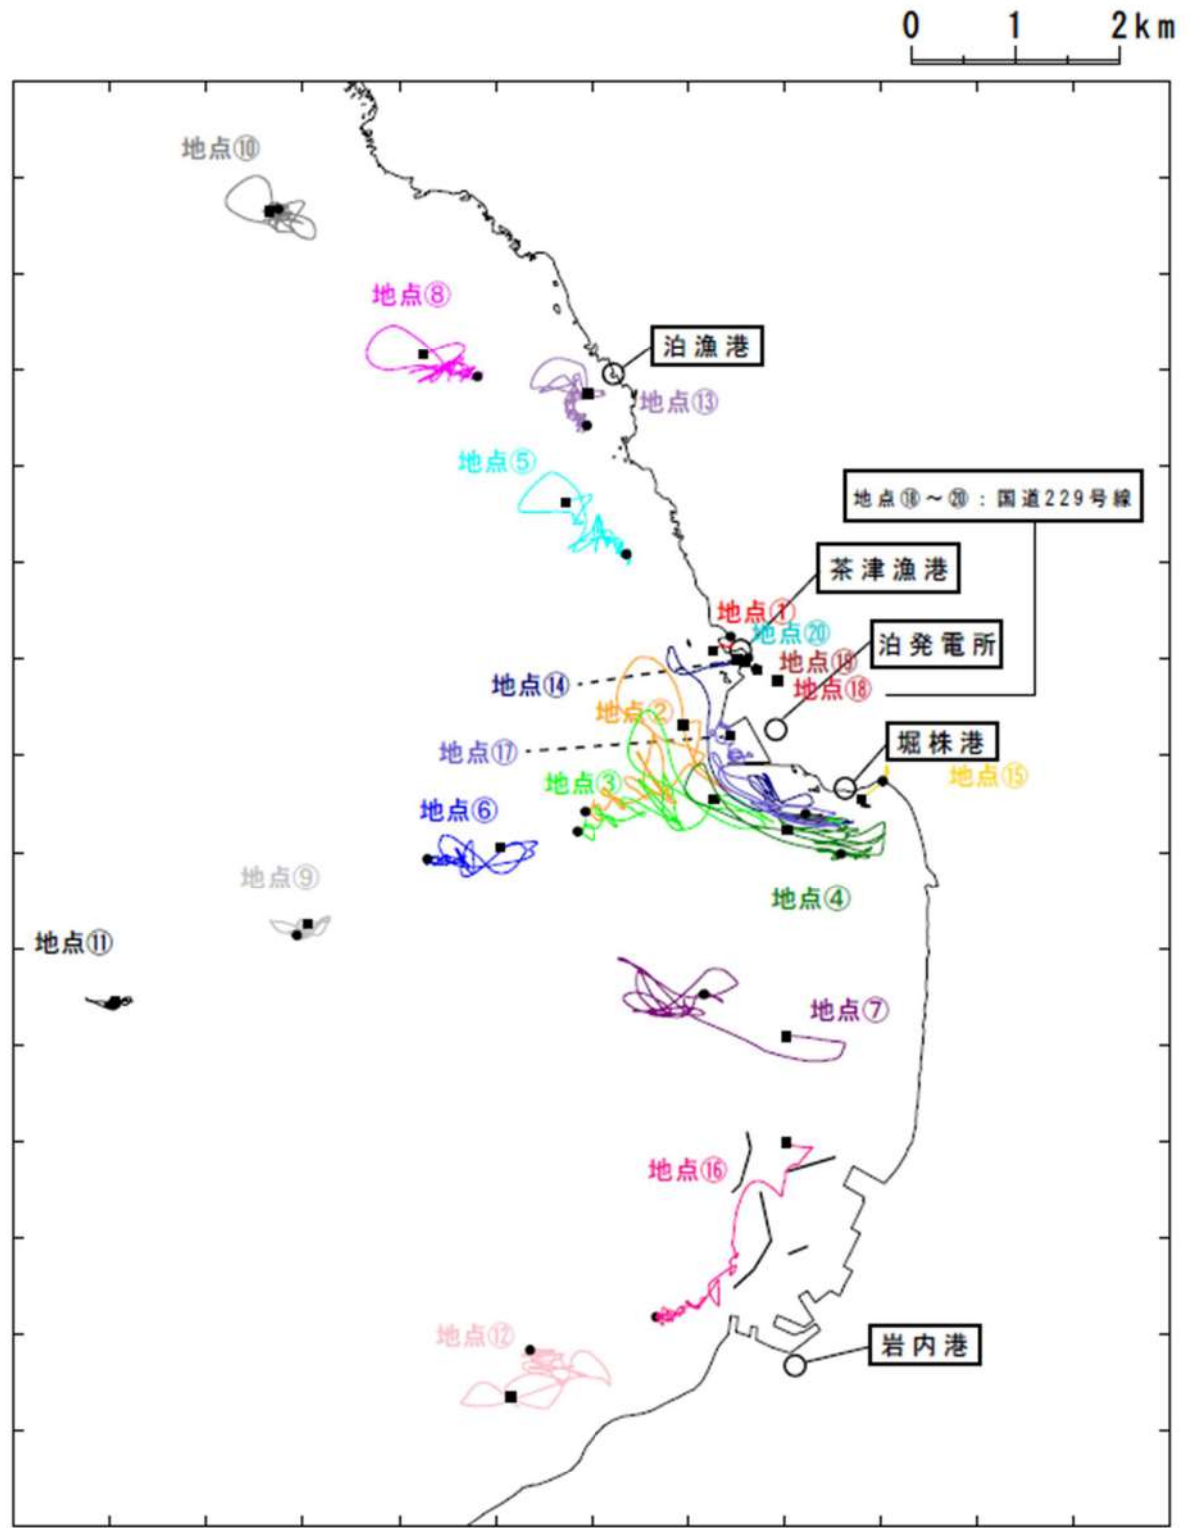 0 1 2km
地点⑩
地点⑧
泊漁港
地点⑬
地点⑤
地点⑱～⑳：国道229号線
茶津漁港
地点①
地点⑳
泊発電所
地点⑲
地点⑭
地点⑱
地点②
堀株港
地点⑰
地点⑮
地点③
地点⑥
地点⑨
地点④
地点⑪
地点⑦
地点⑯
地点⑫
岩内港